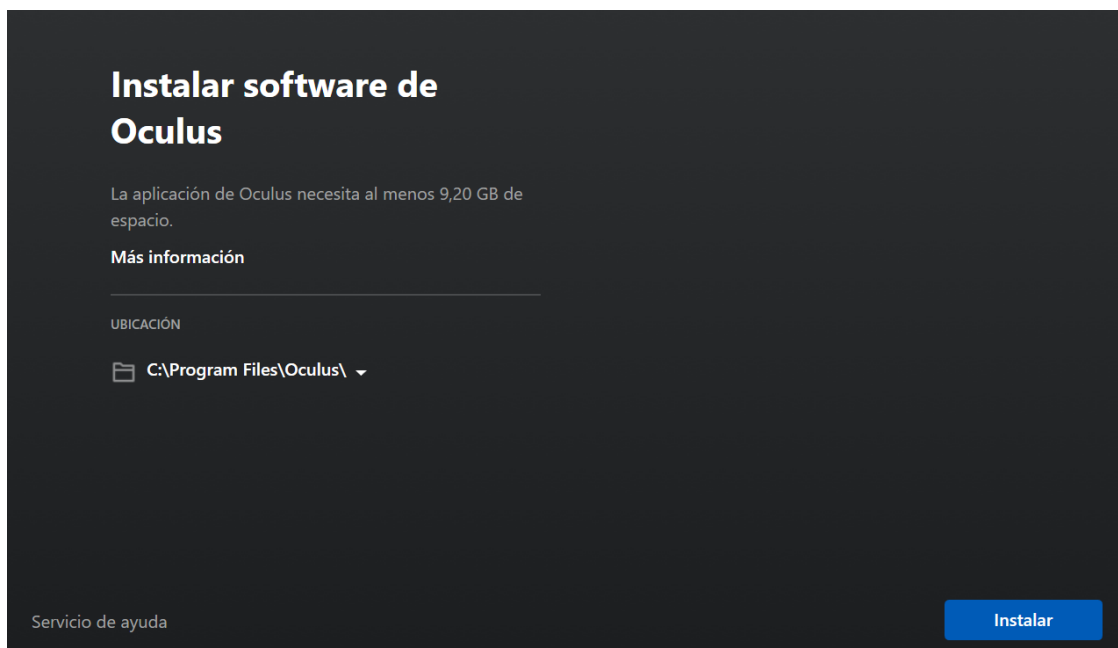 Instalar software de
Oculus
La aplicación de Oculus necesita al menos 9,20 GB de
espacio.
Más información
UBICACIÓN
C:\Program Files\Oculus\
Servicio de ayuda
Instalar